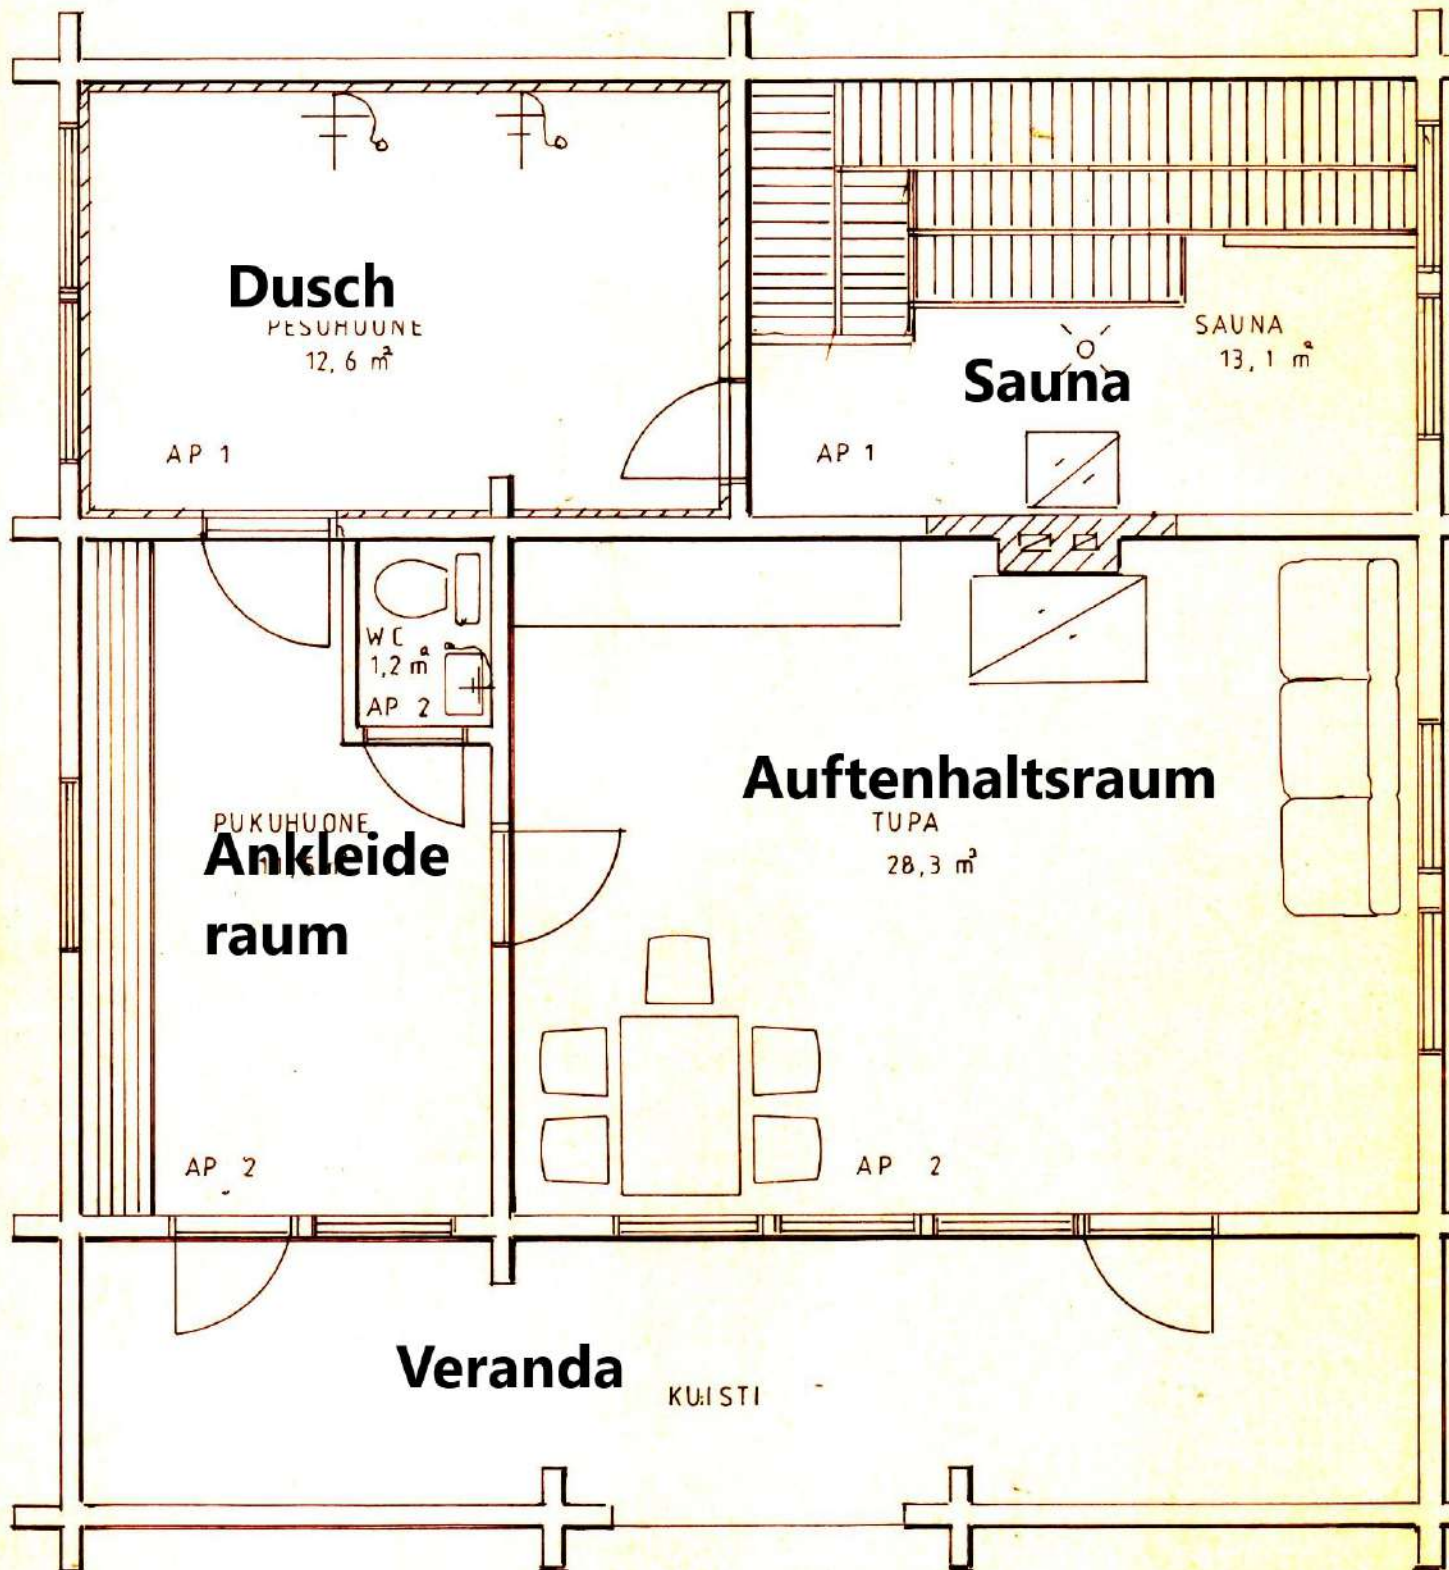 Dusch
PESUHUONE
12,6 m²
AP 1
SAUNA
13,1 m²
Sauna
AP 1
WC
1,2 m²
AP 2
PUKUHUONE
Ankleide
raum
AP 2
Auftenhaltsraum
TUPA
28,3 m²
AP 2
Veranda
KUISTI